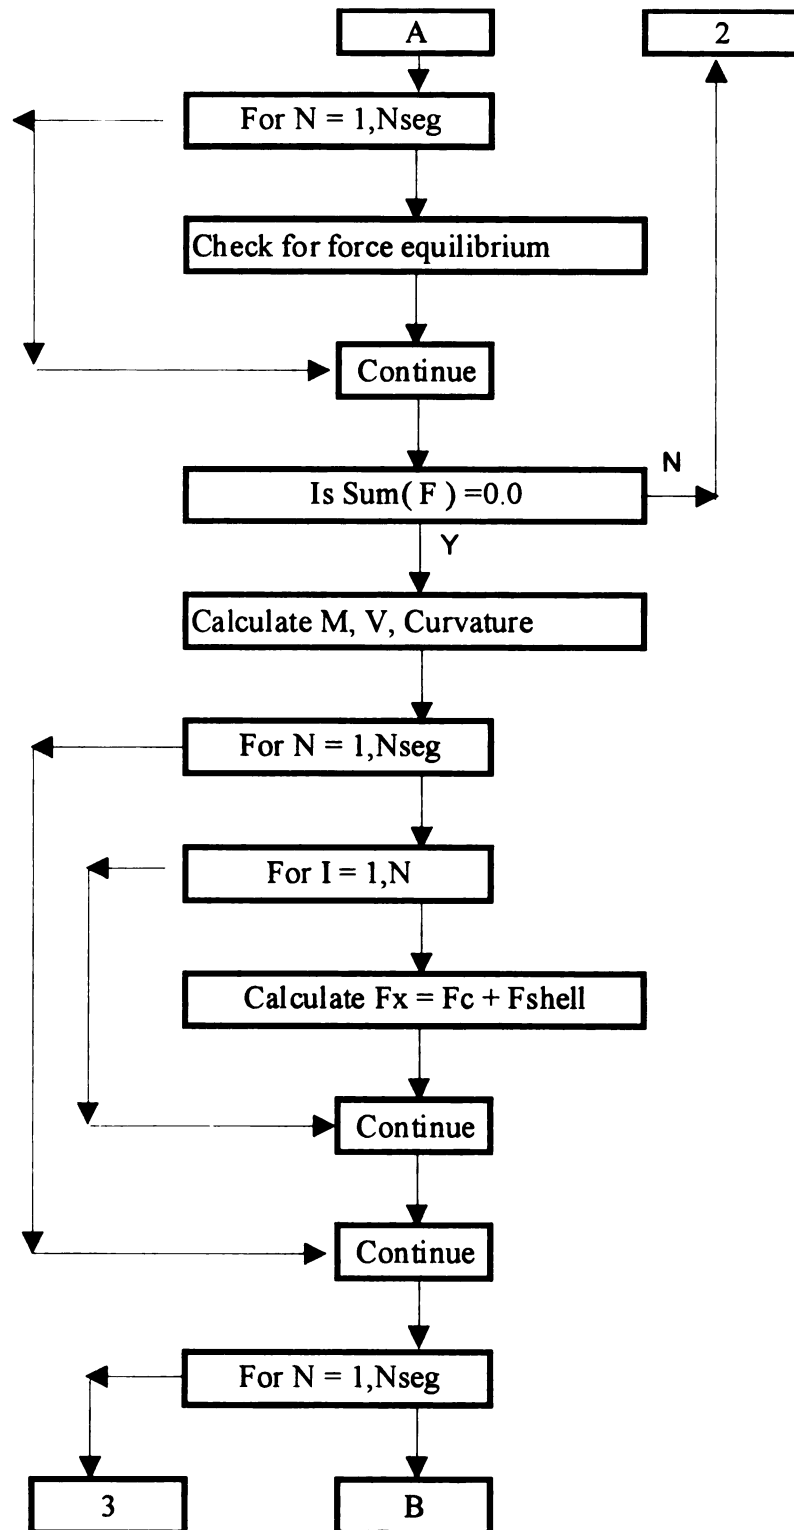 A
2
For N = 1,Nseg
Check for force equilibrium
Continue
Is Sum( F ) =0.0
N
Y
Calculate M, V, Curvature
For N = 1,Nseg
For I = 1,N
Calculate Fx = Fc + Fshell
Continue
Continue
For N = 1,Nseg
3
B